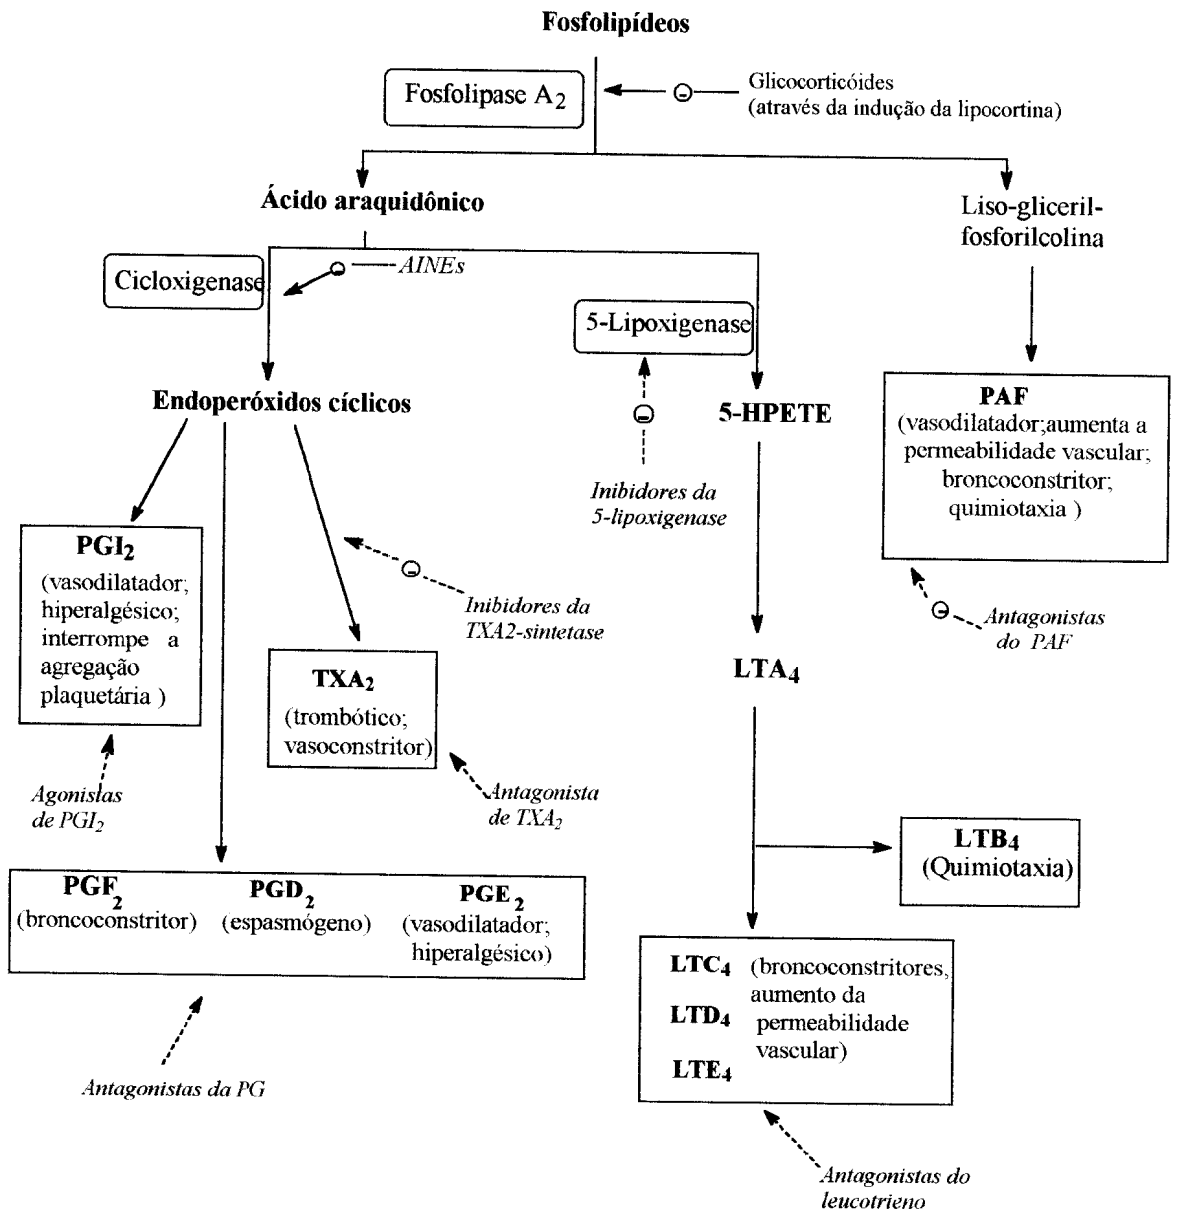 Fosfolipídeos
Fosfolipase A2
Glicocorticóides
(através da indução da lipocortina)
Ácido araquidônico
Liso-gliceril-
fosforilcolina
Cicloxigenase
AINEs
5-Lipoxigenase
Endoperóxidos cíclicos
5-HPETE
PAF
(vasodilatador;aumenta a
permeabilidade vascular;
broncoconstritor;
quimiotaxia )
Inibidores da
5-lipoxigenase
PGI2
(vasodilatador;
hiperalgésico;
interrompe a
agregação
plaquetária )
Inibidores da
TXA2-sintetase
Antagonistas
do PAF
TXA2
(trombótico;
vasoconstritor)
LTA4
Agonistas
de PGI2
Antagonista
de TXA2
LTB4
(Quimiotaxia)
PGF2
(broncoconstritor)
PGD2
(espasmógeno)
PGE2
(vasodilatador;
hiperalgésico)
LTC4
LTD4
LTE4
(broncoconstritores,
aumento da
permeabilidade
vascular)
Antagonistas da PG
Antagonistas do
leucotrieno